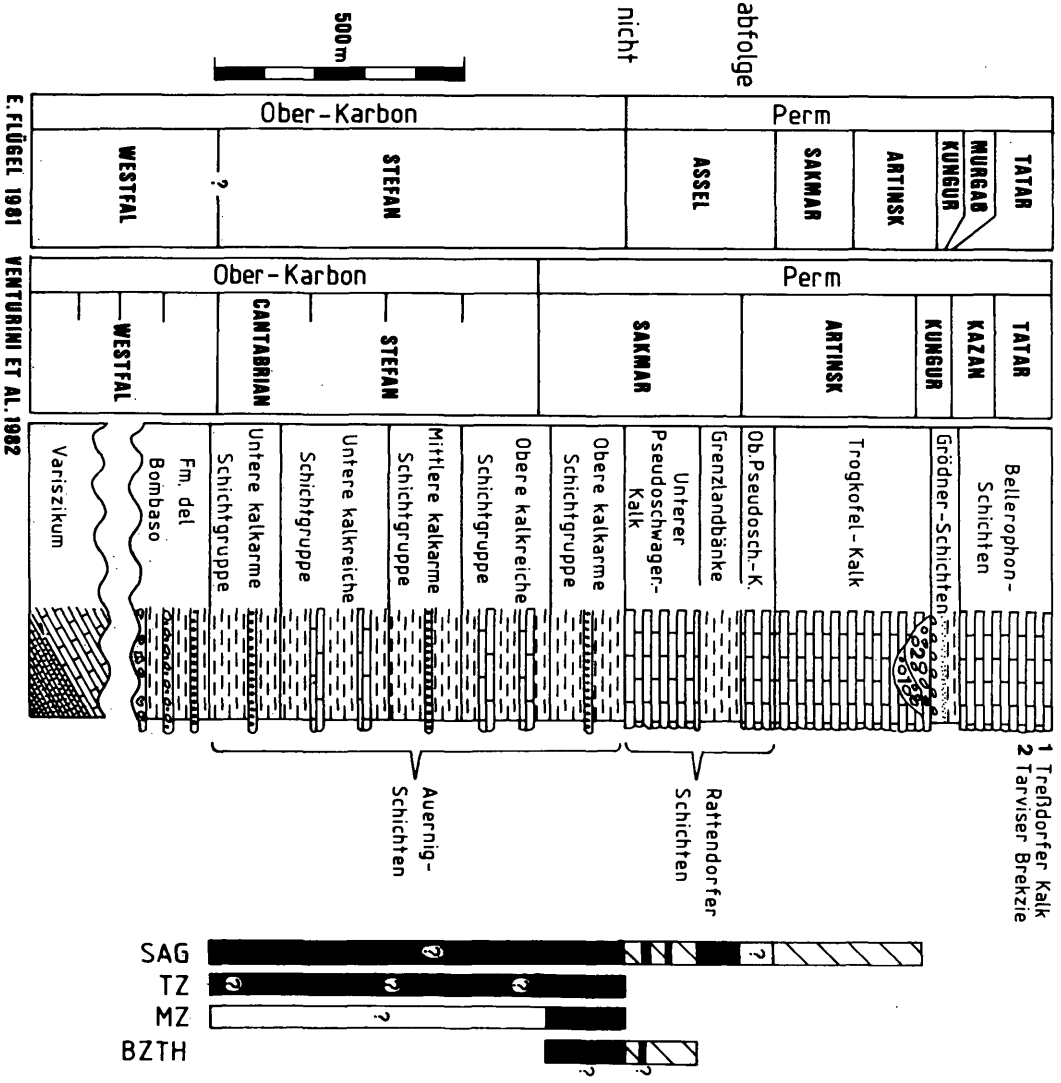 abfolge
nicht
500m
Ober-Karbon
Perm
WESTFAL
?
STEFAN
ASSEL
SAKMAR
ARTINSK
KUNGUR
MURGAB
TATAR
E. FLÜGEL 1981
Ober-Karbon
Perm
WESTFAL
CANTABRIAN
STEFAN
SAKMAR
ARTINSK
KUNGUR
KAZAN
TATAR
VENTURINI ET AL. 1982
Variszikum
Fm. del
Bombaso
Untere kalkarme
Schichtgruppe
Untere kalkreiche
Schichtgruppe
Mittlere kalkarme
Schichtgruppe
Obere kalkreiche
Schichtgruppe
Obere kalkarme
Schichtgruppe
Unterer
Pseudoschwager.-
Kalk
Grenzlandbänke
Ob.Pseudosch.-K.
Trogkofel-Kalk
Grödner-Schichten
Bellerophon-
Schichten
2
1
1 Treßdorfer Kalk
2 Tarviser Brekzie
Auernig-
Schichten
Rattendorfer
Schichten
SAG
?
?
TZ
?
?
?
MZ
?
BZTH
?
?